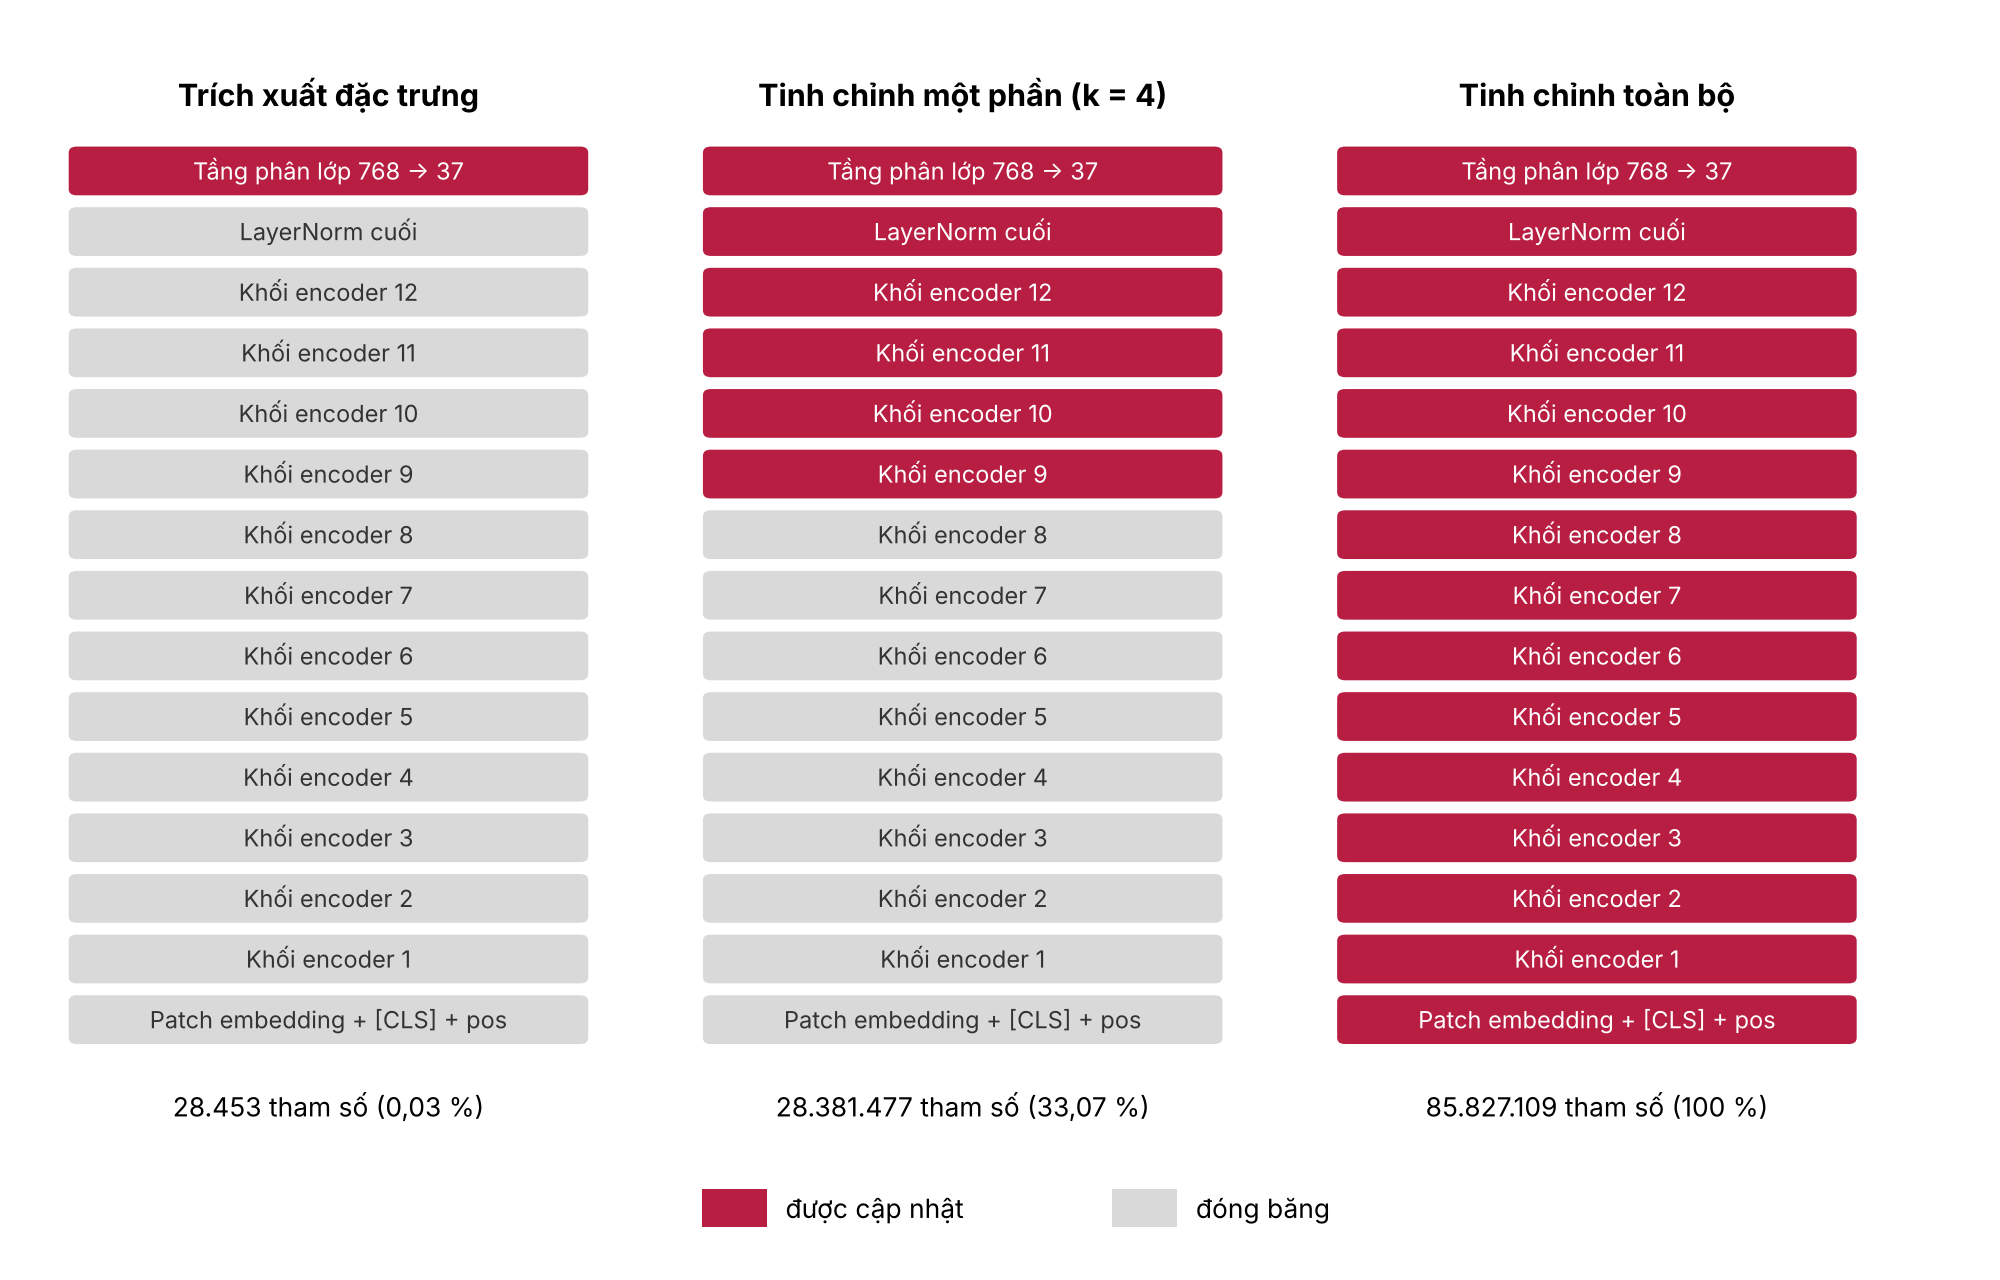 Trích xuất đặc trưng
Tầng phân lớp 768 → 37
LayerNorm cuối
Khối encoder 12
Khối encoder 11
Khối encoder 10
Khối encoder 9
Khối encoder 8
Khối encoder 7
Khối encoder 6
Khối encoder 5
Khối encoder 4
Khối encoder 3
Khối encoder 2
Khối encoder 1
Patch embedding + [CLS] + pos
28.453 tham số (0,03 %)
Tinh chỉnh một phần (k = 4)
Tầng phân lớp 768 → 37
LayerNorm cuối
Khối encoder 12
Khối encoder 11
Khối encoder 10
Khối encoder 9
Khối encoder 8
Khối encoder 7
Khối encoder 6
Khối encoder 5
Khối encoder 4
Khối encoder 3
Khối encoder 2
Khối encoder 1
Patch embedding + [CLS] + pos
28.381.477 tham số (33,07 %)
Tinh chỉnh toàn bộ
Tầng phân lớp 768 → 37
LayerNorm cuối
Khối encoder 12
Khối encoder 11
Khối encoder 10
Khối encoder 9
Khối encoder 8
Khối encoder 7
Khối encoder 6
Khối encoder 5
Khối encoder 4
Khối encoder 3
Khối encoder 2
Khối encoder 1
Patch embedding + [CLS] + pos
85.827.109 tham số (100 %)
được cập nhật
đóng băng